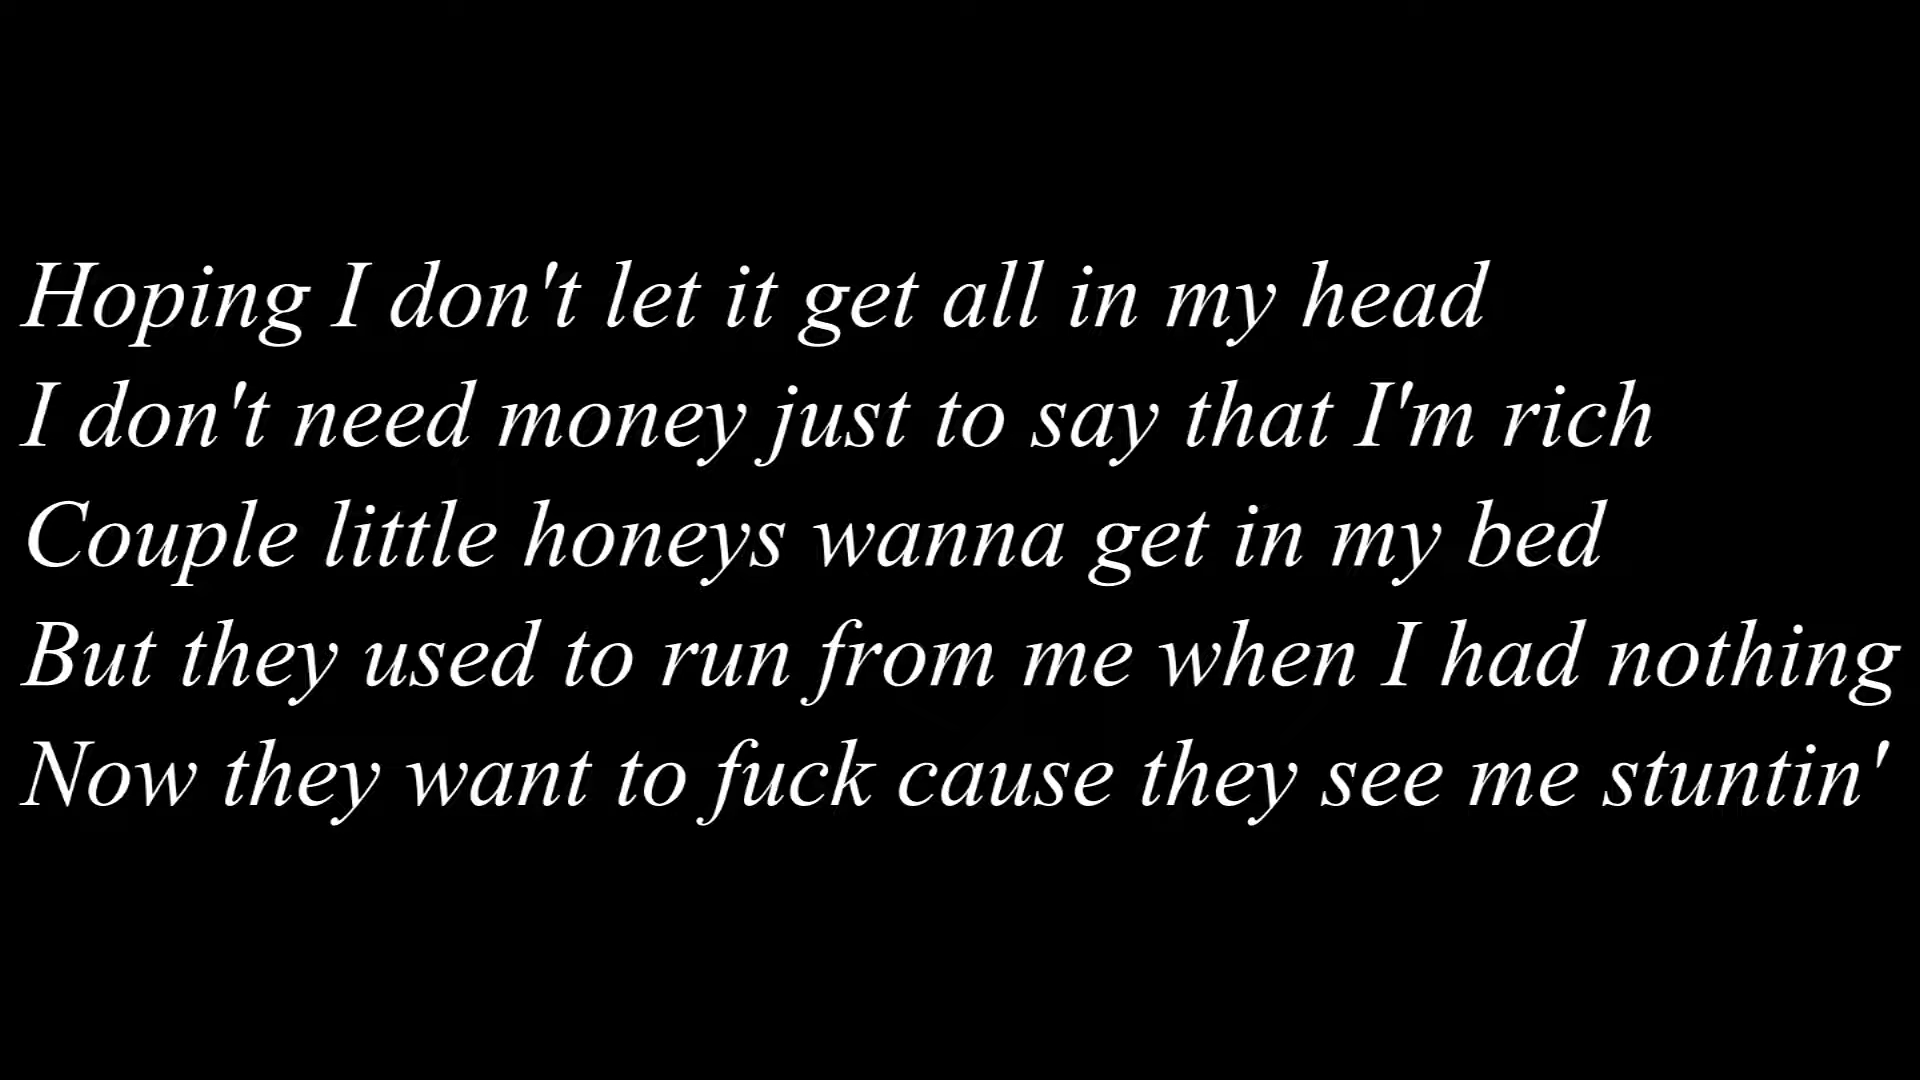 Hoping I don't let it get all in my head
I don't need money just to say that I'm rich
Couple little honeys wanna get in my bed
But they used to run from me when I had nothing
Now they want to fuck cause they see me stuntin'